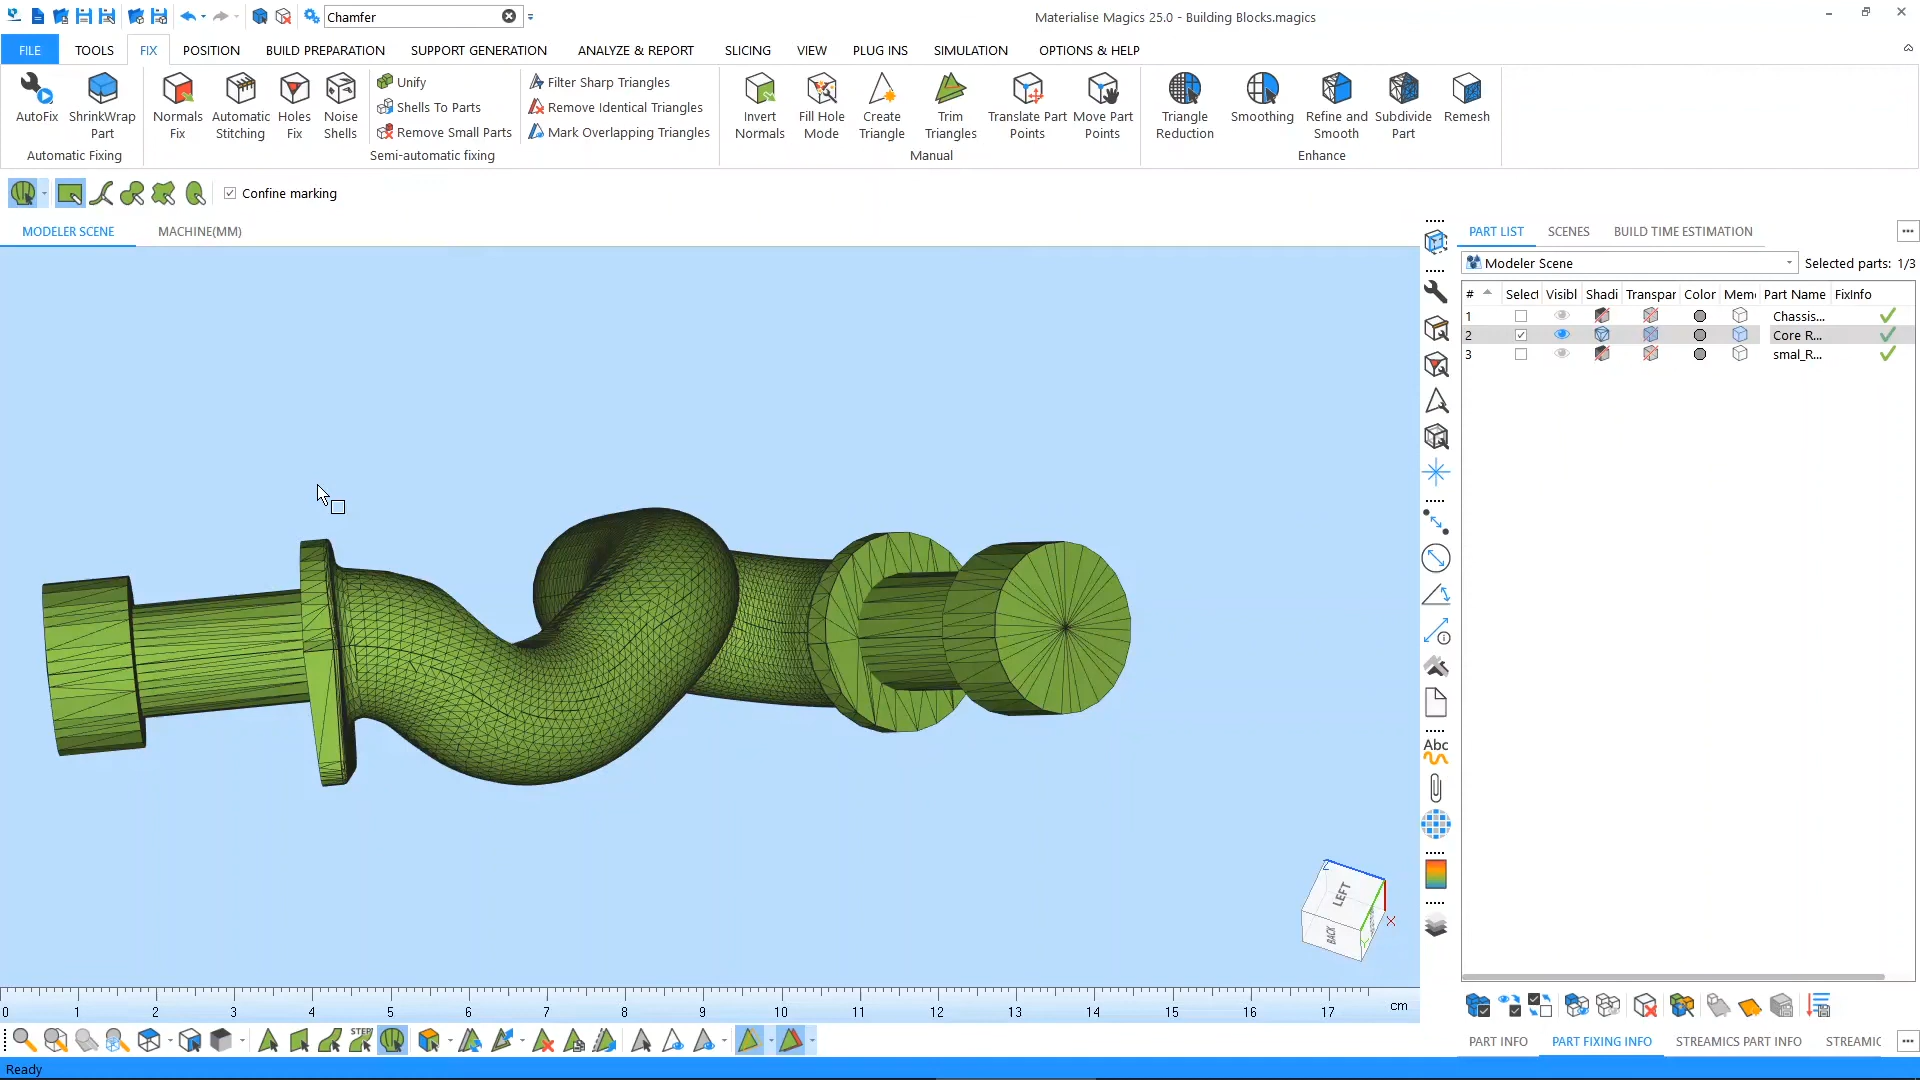 Chamfer
Materialise Magics 25.0 - Building Blocks.magics
FILE TOOLS FIX POSITION BUILD PREPARATION SUPPORT GENERATION ANALYZE & REPORT SLICING VIEW PLUG INS SIMULATION OPTIONS & HELP
AutoFix
ShrinkWrap Part
Automatic Fixing
Normals Fix
Automatic Stitching
Holes Fix
Noise Shells
Unify
Shells To Parts
Remove Small Parts
Filter Sharp Triangles
Remove Identical Triangles
Mark Overlapping Triangles
Semi-automatic fixing
Invert Normals
Fill Hole Mode
Create Triangle
Trim Triangles
Translate Part Points
Move Part Points
Manual
Triangle Reduction
Smoothing
Refine and Smooth
Subdivide Part
Remesh
Enhance
Confine marking
MODELER SCENE MACHINE(MM)
PART LIST SCENES BUILD TIME ESTIMATION
Modeler Scene Selected parts: 1/3
# Select Visibl Shadi Transpar Color Mem Part Name FixInfo
1 Chassis...
2 Core R...
3 smal_R...
Abc
LEFT
BACK
Z
X
0 1 2 3 4 5 6 7 8 9 10 11 12 13 14 15 16 17 cm
STEP
PART INFO PART FIXING INFO STREAMICS PART INFO STREAMIC
Ready